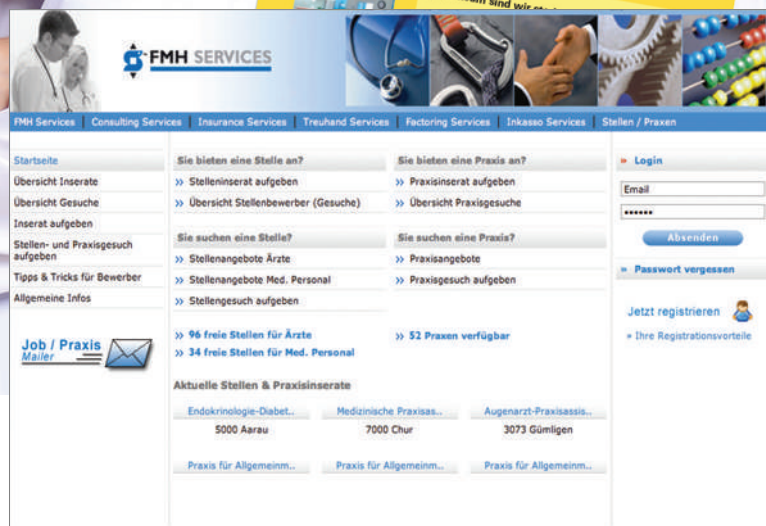 sind wir
FMH SERVICES
FMH Services | Consulting Services | Insurance Services | Treuhand Services | Factoring Services | Inkasso Services | Stellen / Praxen
Startseite
Übersicht Inserate
Übersicht Gesuche
Inserat aufgeben
Stellen- und Praxisgesuch
aufgeben
Tipps & Tricks für Bewerber
Allgemeine Infos
Job / Praxis
Mailer
Sie bieten eine Stelle an?
» Stelleninserat aufgeben
» Übersicht Stellenbewerber (Gesuche)
Sie bieten eine Praxis an?
» Praxisinserat aufgeben
» Übersicht Praxisgesuche
Sie suchen eine Stelle?
» Stellenangebote Ärzte
» Stellenangebote Med. Personal
» Stellengesuch aufgeben
Sie suchen eine Praxis?
» Praxisangebote
» Praxisgesuch aufgeben
» 96 freie Stellen für Ärzte
» 34 freie Stellen für Med. Personal
» 52 Praxen verfügbar
Aktuelle Stellen & Praxisinserate
Endokrinologie-Diabet..
5000 Aarau
Medizinische Praxisas..
7000 Chur
Augenarzt-Praxisassis..
3073 Gümligen
Praxis für Allgemeinm..
Praxis für Allgemeinm..
Praxis für Allgemeinm..
» Login
Email
••••••
Absenden
» Passwort vergessen
Jetzt registrieren
» Ihre Registrationsvorteile